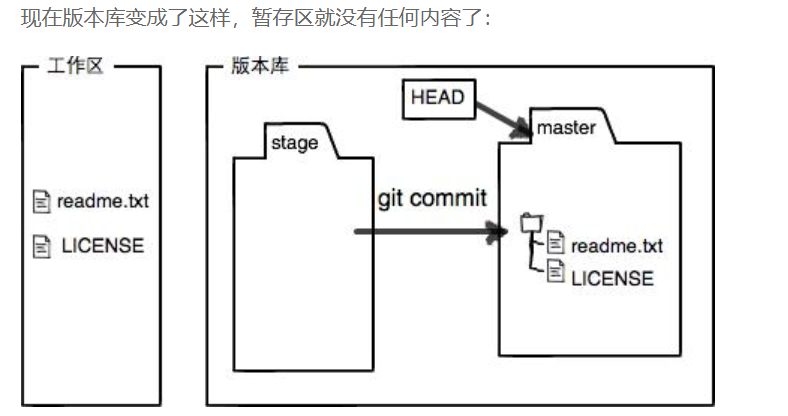 现在版本库变成了这样，暂存区就没有任何内容了：
工作区
版本库
HEAD
master
stage
git commit
readme.txt
LICENSE
readme.txt
LICENSE